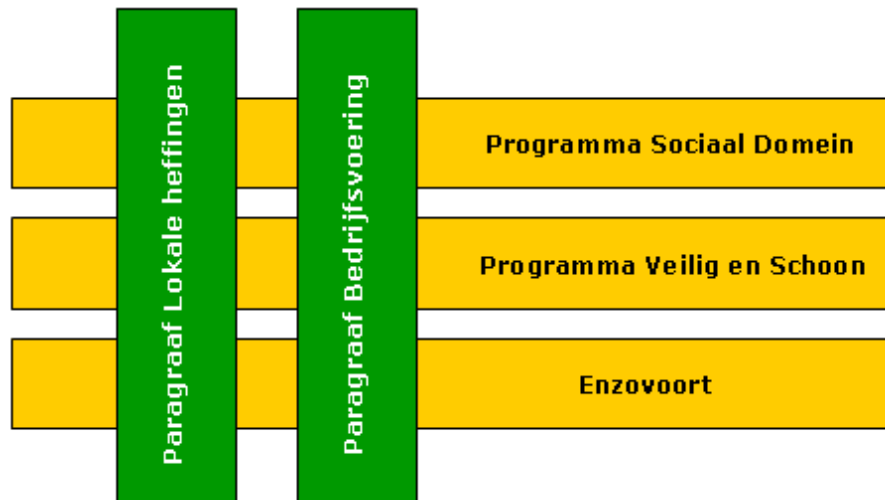 Paragraaf Lokale heffingen
Paragraaf Bedrijfsvoering
Programma Sociaal Domein
Programma Veilig en Schoon
Enzovoort